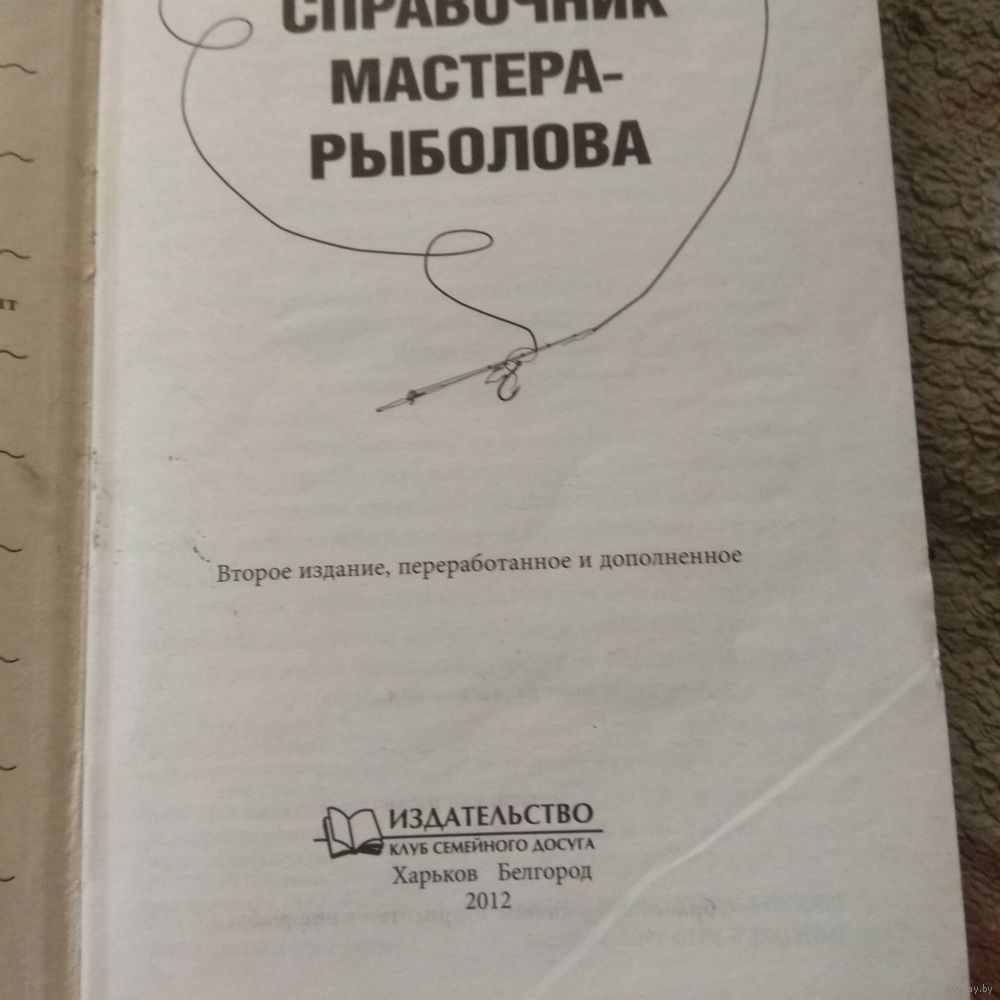 СПРАВОЧНИК
МАСТЕРА-
РЫБОЛОВА
Второе издание, переработанное и дополненное
ИЗДАТЕЛЬСТВО
КЛУБ СЕМЕЙНОГО ДОСУГА
Харьков Белгород
2012